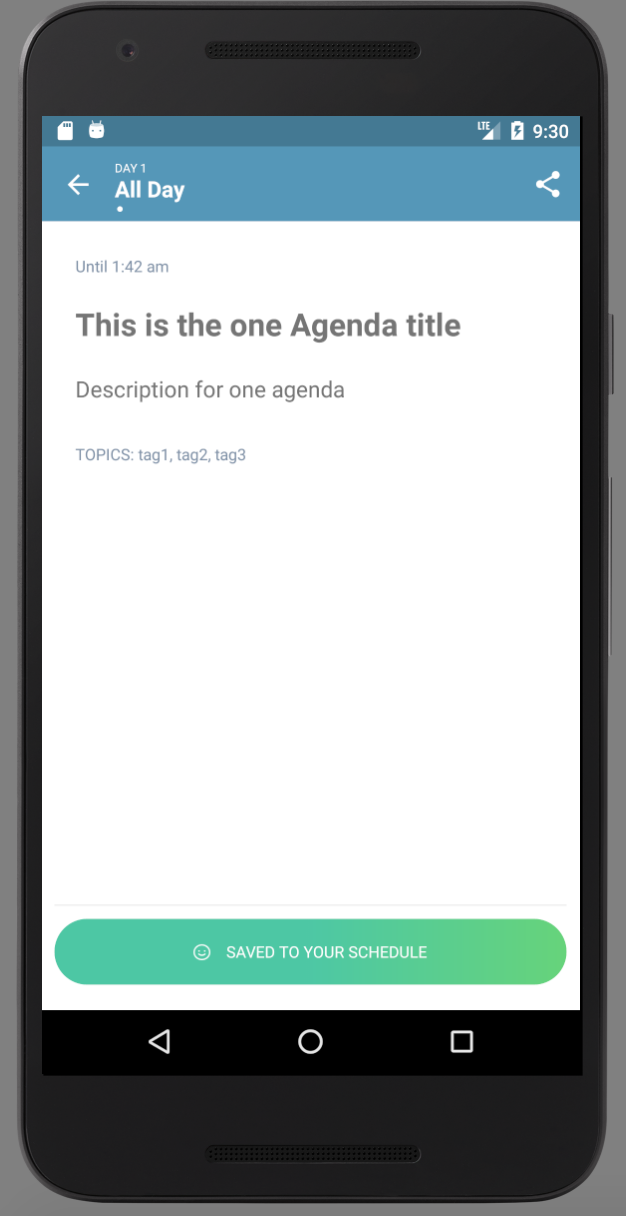 LTE 9:30
DAY 1
All Day
Until 1:42 am
This is the one Agenda title
Description for one agenda
TOPICS: tag1, tag2, tag3
SAVED TO YOUR SCHEDULE